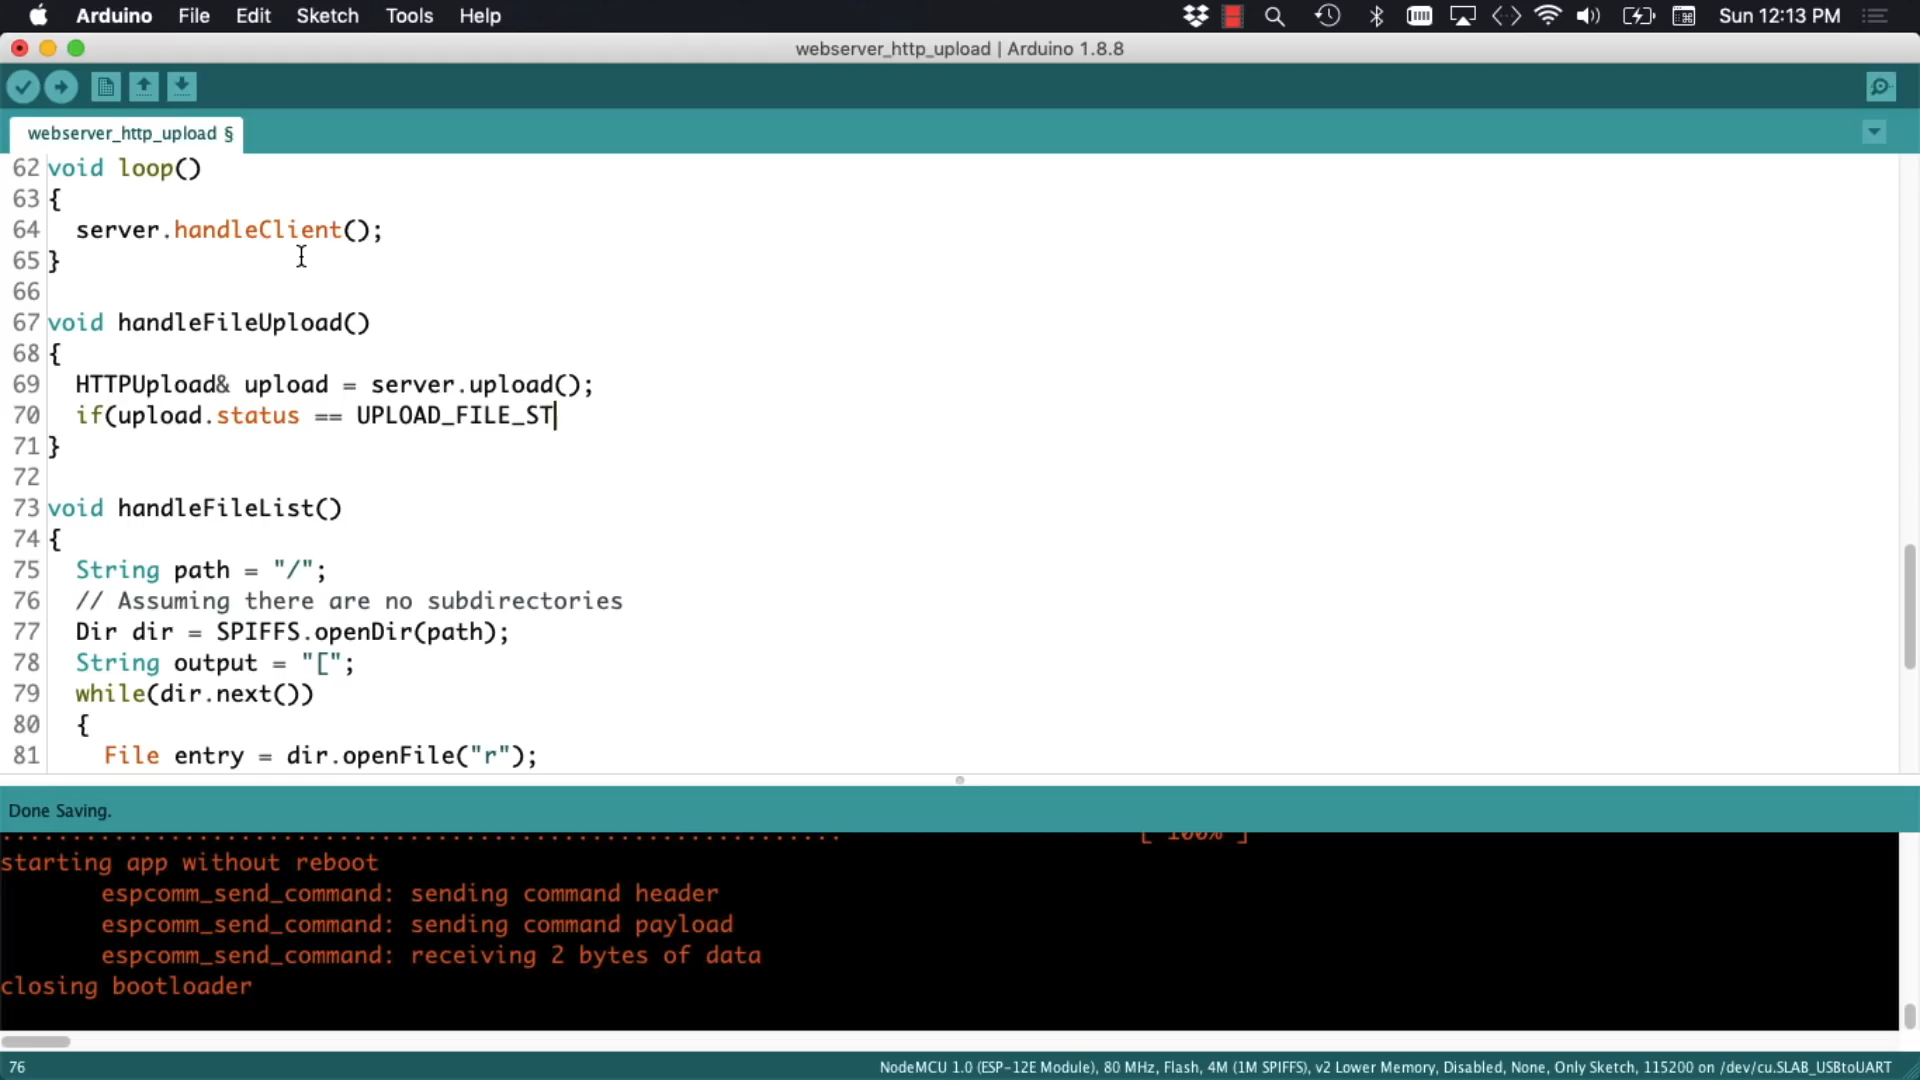 Arduino File Edit Sketch Tools Help Sun 12:13 PM
webserver_http_upload | Arduino 1.8.8
webserver_http_upload §
62 void loop()
63 {
64 server.handleClient();
65 }
66
67 void handleFileUpload()
68 {
69 HTTPUpload& upload = server.upload();
70 if(upload.status == UPLOAD_FILE_ST
71 }
72
73 void handleFileList()
74 {
75 String path = "/";
76 // Assuming there are no subdirectories
77 Dir dir = SPIFFS.openDir(path);
78 String output = "[";
79 while(dir.next())
80 {
81 File entry = dir.openFile("r");
Done Saving.
................................................................................ [ 100% ]
starting app without reboot
espcomm_send_command: sending command header
espcomm_send_command: sending command payload
espcomm_send_command: receiving 2 bytes of data
closing bootloader
76 NodeMCU 1.0 (ESP-12E Module), 80 MHz, Flash, 4M (1M SPIFFS), v2 Lower Memory, Disabled, None, Only Sketch, 115200 on /dev/cu.SLAB_USBtoUART